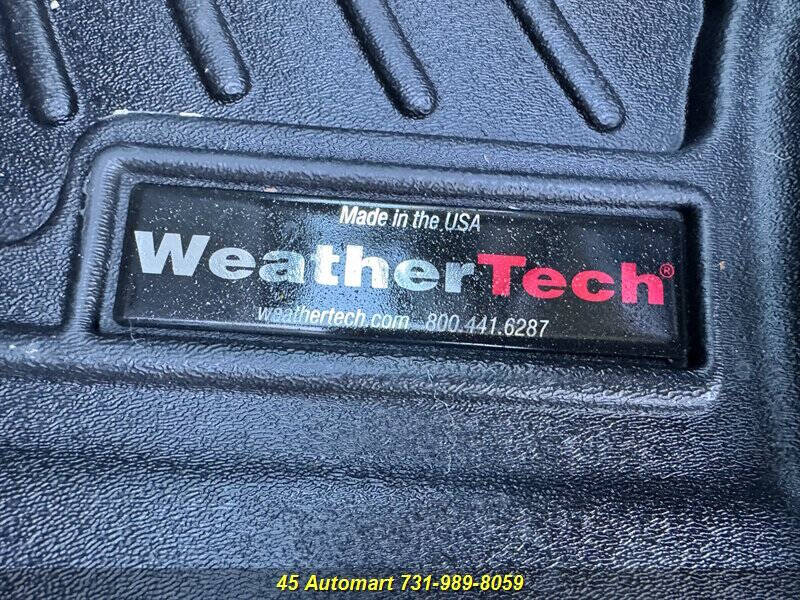 Made in the USA
WeatherTech®
weathertech.com 800.441.6287
45 Automart 731-989-8059